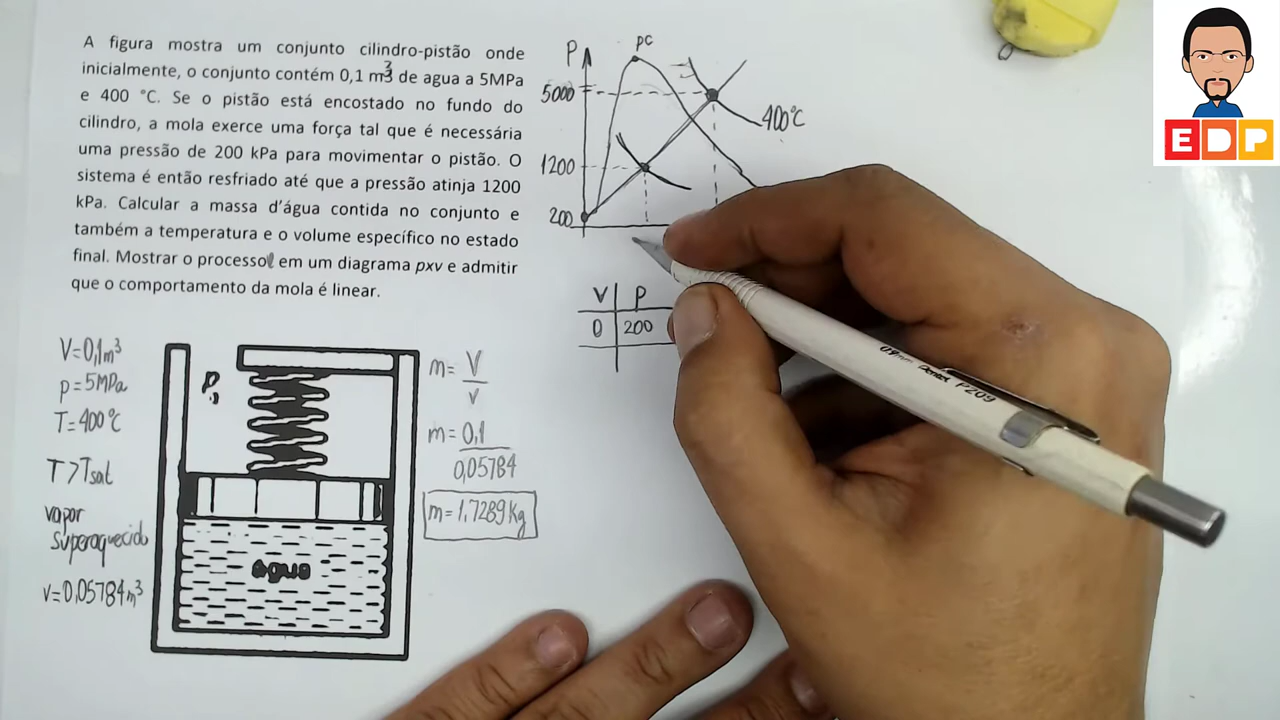 A figura mostra um conjunto cilindro-pistão onde
inicialmente, o conjunto contém 0,1 m³ de agua a 5MPa
e 400 °C. Se o pistão está encostado no fundo do
cilindro, a mola exerce uma força tal que é necessária
uma pressão de 200 kPa para movimentar o pistão. O
sistema é então resfriado até que a pressão atinja 1200
kPa. Calcular a massa d'água contida no conjunto e
também a temperatura e o volume específico no estado
final. Mostrar o processo em um diagrama pxv e admitir
que o comportamento da mola é linear.
V=0,1m³
p=5MPa
T=400°C
T>Tsat
vapor
superaquecido
v=0,05784m³
P1
água
m= V
v
m= 0,1
0,05784
m=1,7289kg
P
PC
5000
400°C
1200
200
V P
0 200
09mm Pentel P209
EDP